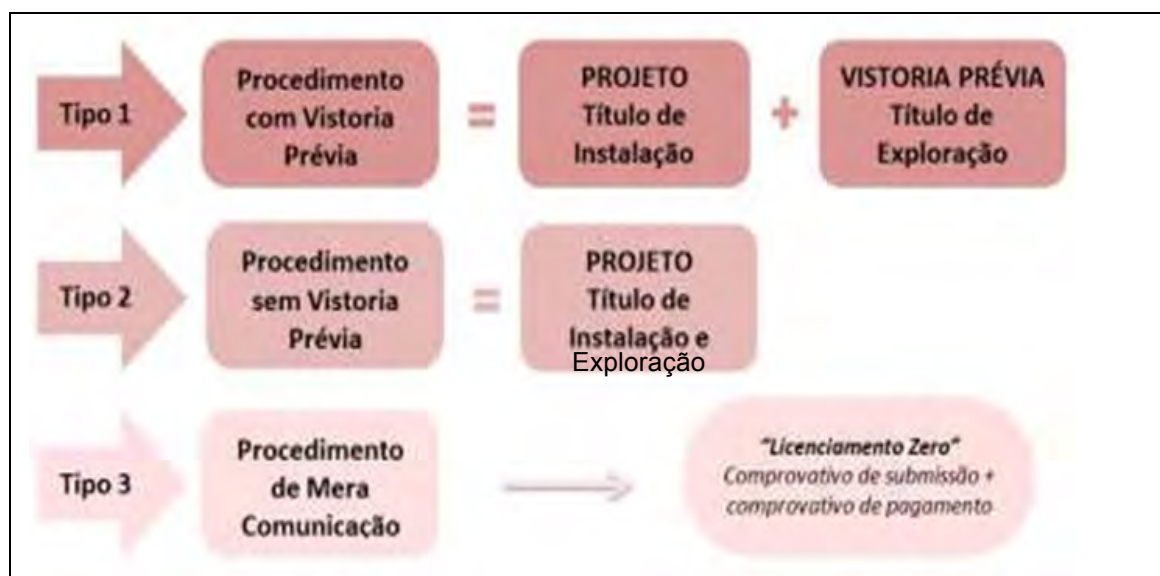 Tipo 1
Procedimento
com Vistoria
Prévia
=
PROJETO
Título de
Instalação
+
VISTORIA PRÉVIA
Título de
Exploração
Tipo 2
Procedimento
sem Vistoria
Prévia
=
PROJETO
Título de
Instalação e
Exploração
Tipo 3
Procedimento
de Mera
Comunicação
"Licenciamento Zero"
Comprovativo de submissão +
comprovativo de pagamento